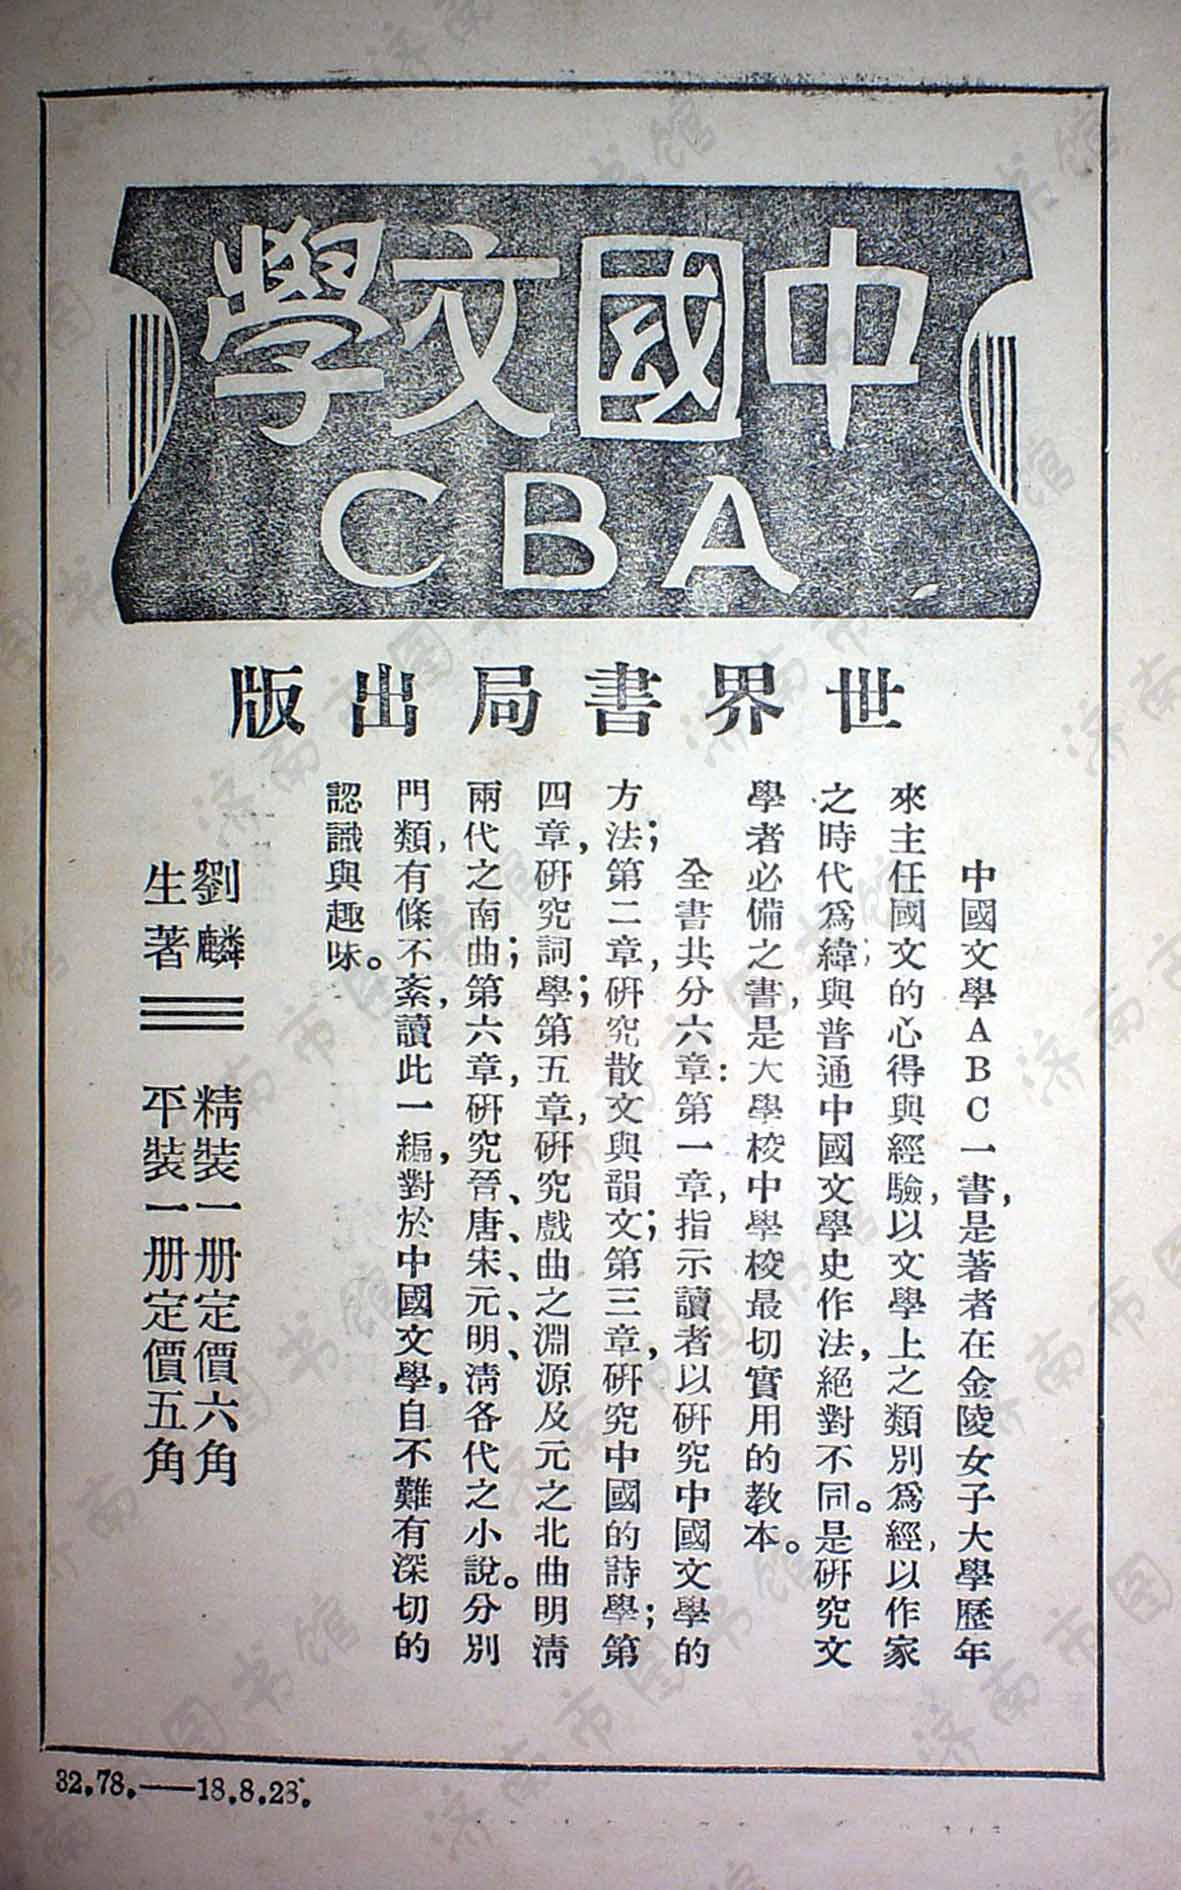 中國文學
ABC
世界書局出版
中國文學ABC一書，是著者在金陵女子大學歷年
來主任國文的心得與經驗，以文學上之類別爲經，以作家
之時代爲緯；與普通中國文學史作法，絕對不同。是研究文
學者必備之書，是大學校中學校最切實用的教本。
全書共分六章：第一章，指示讀者以研究中國文學的
方法；第二章，研究散文與韻文；第三章，研究中國的詩學；第
四章，研究詞學；第五章，研究戲曲之淵源及元之北曲明清
兩代之南曲；第六章，研究晉、唐、宋、元、明、清各代之小說。分別
門類，有條不紊，讀此一編，對於中國文學，自不難有深切的
認識與趣味。
劉麟生著
精裝一册定價六角
平裝一册定價五角
32.78.——18.8.28.
济南市图书馆